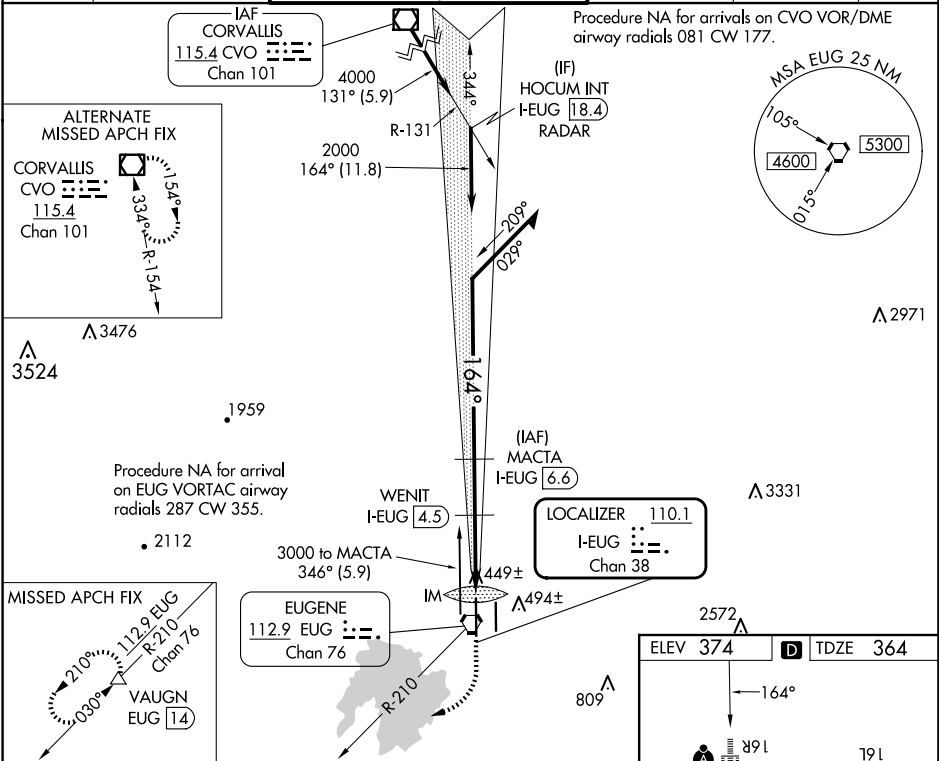 IAF
CORVALLIS
115.4 CVO
Chan 101
Procedure NA for arrivals on CVO VOR/DME
airway radials 081 CW 177.
4000
131° (5.9)
R-131
344°
(IF)
HOCUM INT
I-EUG 18.4
RADAR
2000
164° (11.8)
MSA EUG 25 NM
105°
4600
5300
015°
ALTERNATE
MISSED APCH FIX
CORVALLIS
CVO
115.4
Chan 101
154°
334°
R-154
209°
029°
3476
3524
2971
164°
1959
Procedure NA for arrival
on EUG VORTAC airway
radials 287 CW 355.
2112
(IAF)
MACTA
I-EUG 6.6
WENIT
I-EUG 4.5
3331
LOCALIZER 110.1
I-EUG
Chan 38
3000 to MACTA
346° (5.9)
449±
IM
494±
EUGENE
112.9 EUG
Chan 76
R-210
MISSED APCH FIX
112.9 EUG
R-210
Chan 76
210°
030°
VAUGN
EUG 14
2572
809
ELEV 374
D
TDZE 364
164°
A
16R
16L